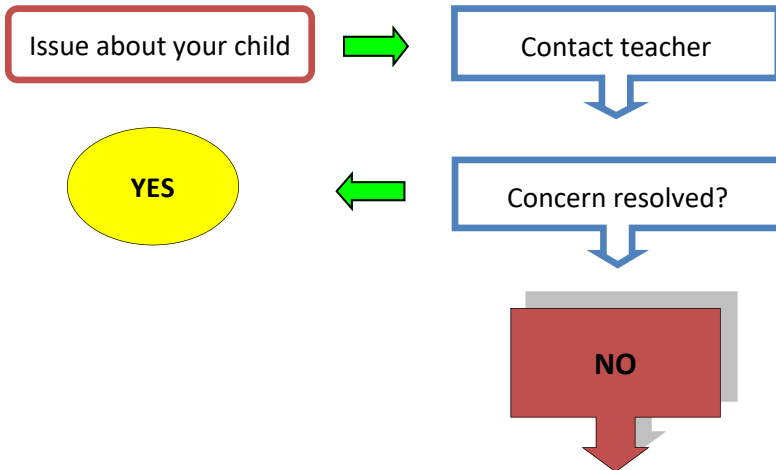 Issue about your child
Contact teacher
YES
Concern resolved?
NO